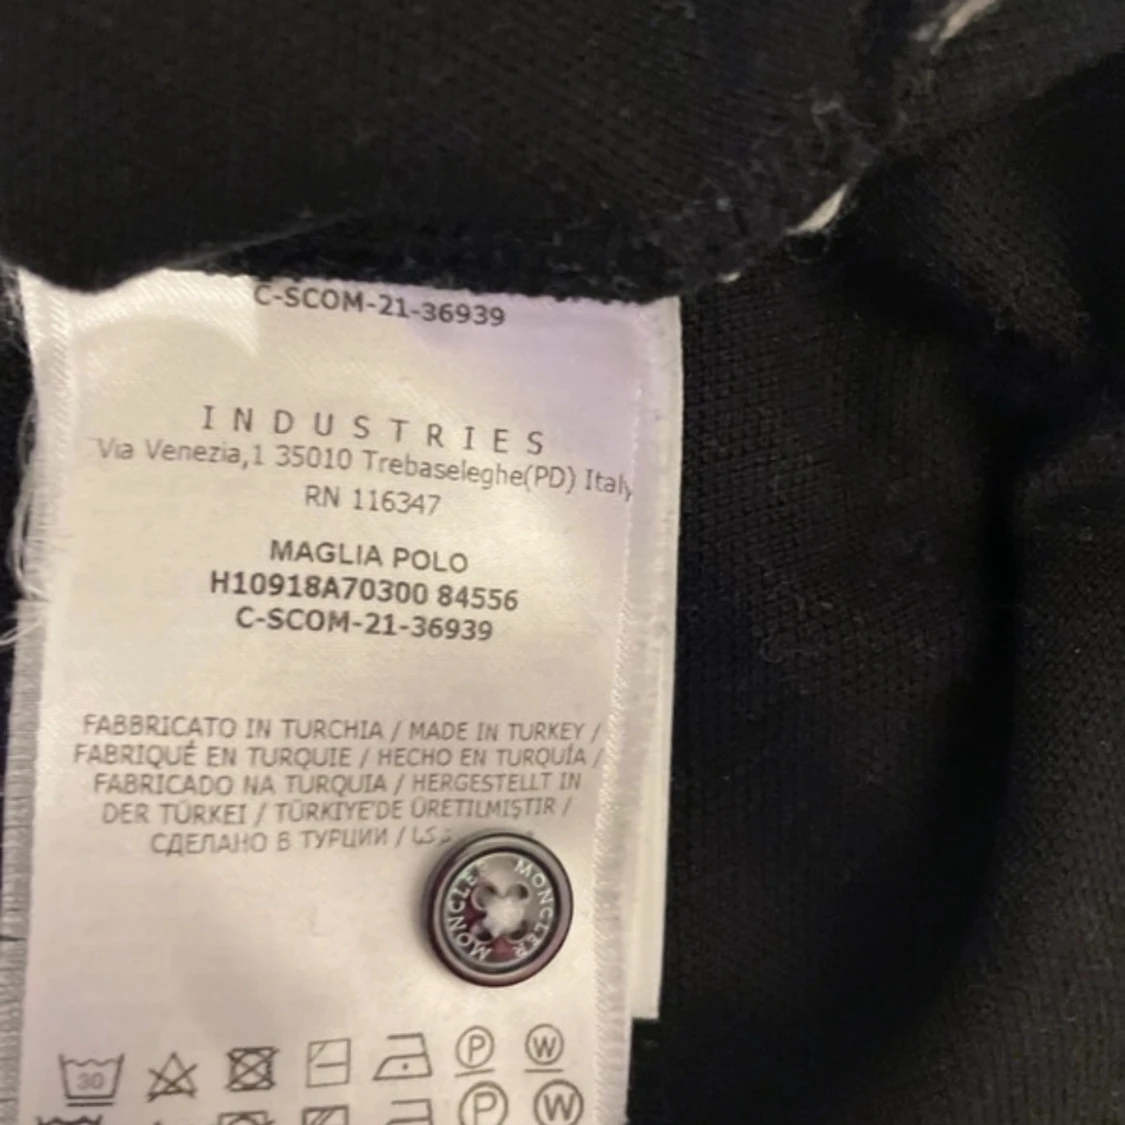 C-SCOM-21-36939
INDUSTRIES
Via Venezia,1 35010 Trebaseleghe(PD) Italy
RN 116347
MAGLIA POLO
H10918A70300 84556
C-SCOM-21-36939
FABBRICATO IN TURCHIA / MADE IN TURKEY /
FABRIQUÉ EN TURQUIE / HECHO EN TURQUÍA /
FABRICADO NA TURQUIA / HERGESTELLT IN
DER TÜRKEI / TÜRKIYE'DE ÜRETILMIŞTIR /
СДЕЛАНО В ТУРЦИИ /
MONCLER MONCLER
30 P W
P W